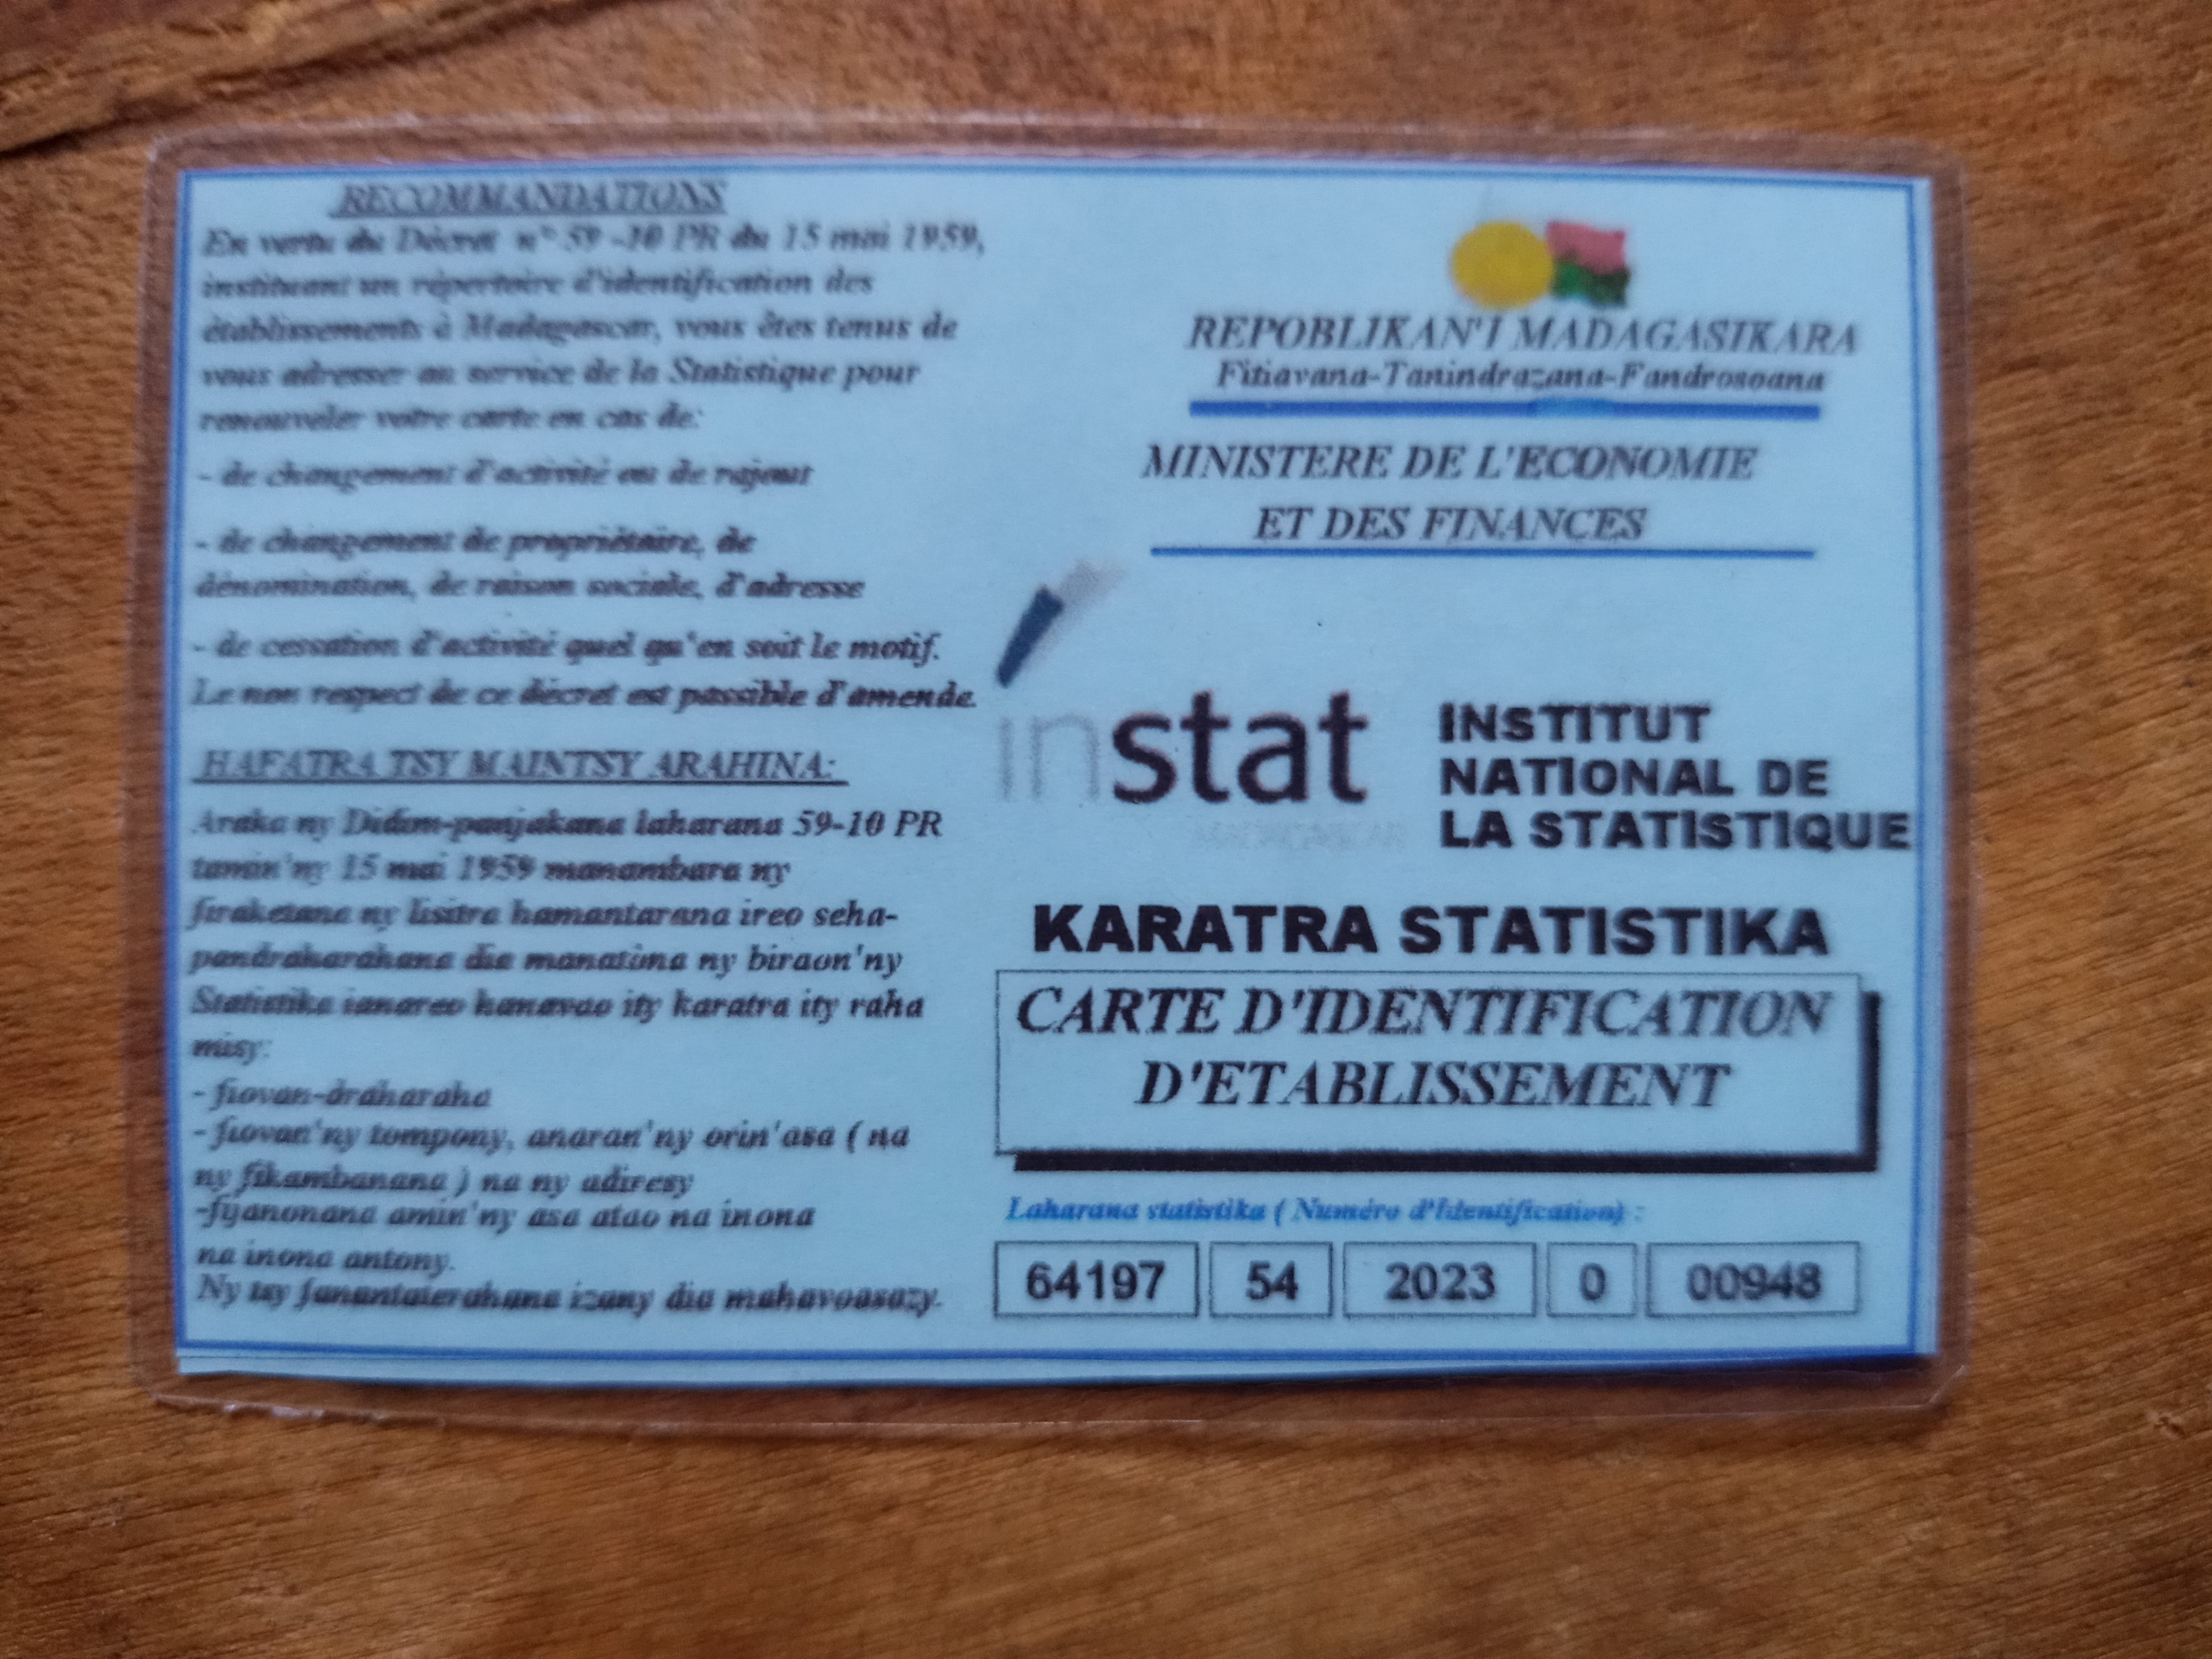 RECOMMANDATIONS
En vertu du Décret n° 59 -10 PR du 15 mai 1959,
instituant un répertoire d'identification des
établissements à Madagascar, vous êtes tenus de
vous adresser au service de la Statistique pour
renouveler votre carte en cas de:
- de changement d'activité ou de rajout
- de changement de propriétaire, de
dénomination, de raison sociale, d'adresse
- de cessation d'activité quel qu'en soit le motif.
Le non respect de ce décret est passible d'amende.
HAFATRA TSY MAINTSY ARAHINA:
Araka ny Didim-panjakana laharana 59-10 PR
tamin'ny 15 mai 1959 manambara ny
firaketana ny lisitra hamantarana ireo seha-
pandraharahana dia manatona ny biraon'ny
Statistika ianareo hanavao ity karatra ity raha
misy:
- fiovan-draharaha
- fiovan'ny tompony, anaran'ny orin'asa ( na
ny fikambanana ) na ny adiresy
-fijanonana amin'ny asa atao na inona
na inona antony.
Ny tsy fanantaterahana izany dia mahavoasazy.
REPOBLIKAN'I MADAGASIKARA
Fitiavana-Tanindrazana-Fandrosoana
MINISTERE DE L'ECONOMIE
ET DES FINANCES
instat
INSTITUT
NATIONAL DE
LA STATISTIQUE
KARATRA STATISTIKA
CARTE D'IDENTIFICATION
D'ETABLISSEMENT
Laharana statistika ( Numéro d'Identification) :
64197 54 2023 0 00948